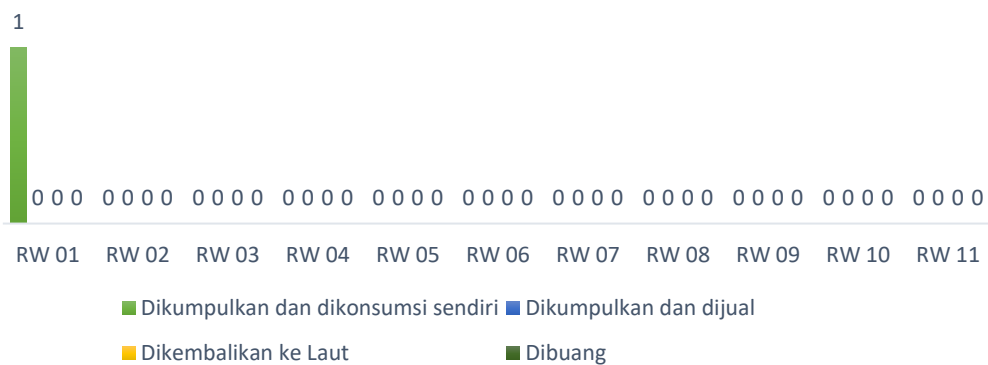 1
0 0 0 0 0 0 0 0 0 0 0 0 0 0 0 0 0 0 0 0 0 0 0 0 0 0 0 0 0 0 0 0 0 0 0 0 0 0 0 0 0 0 0
RW 01 RW 02 RW 03 RW 04 RW 05 RW 06 RW 07 RW 08 RW 09 RW 10 RW 11
Dikumpulkan dan dikonsumsi sendiri Dikumpulkan dan dijual
Dikembalikan ke Laut Dibuang